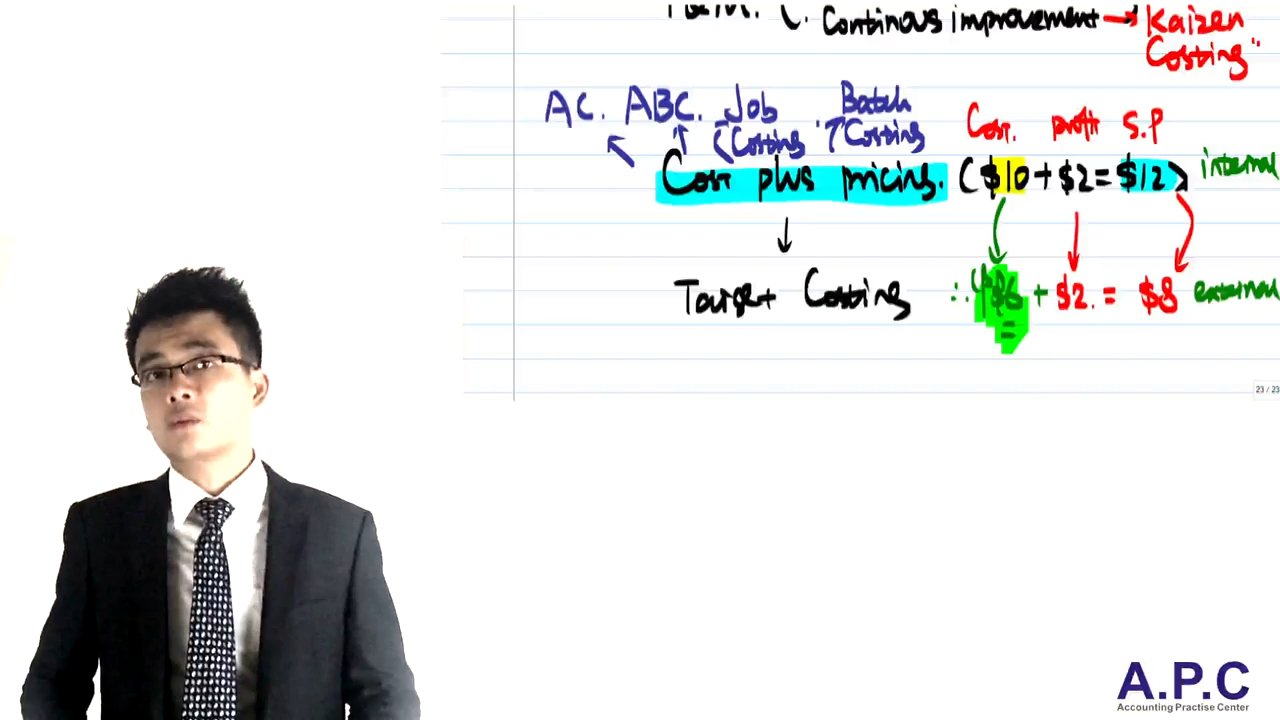 Continous improvement → Kaizen
Costing"
AC. ABC. Job Batch
Costing Costing
Cost. profit S.P
Cost plus pricing. ($10 + $2 = $12) internal
Target Costing ∴ $6 + $2. = $8 external
23 / 23
A.P.C
Accounting Practise Center